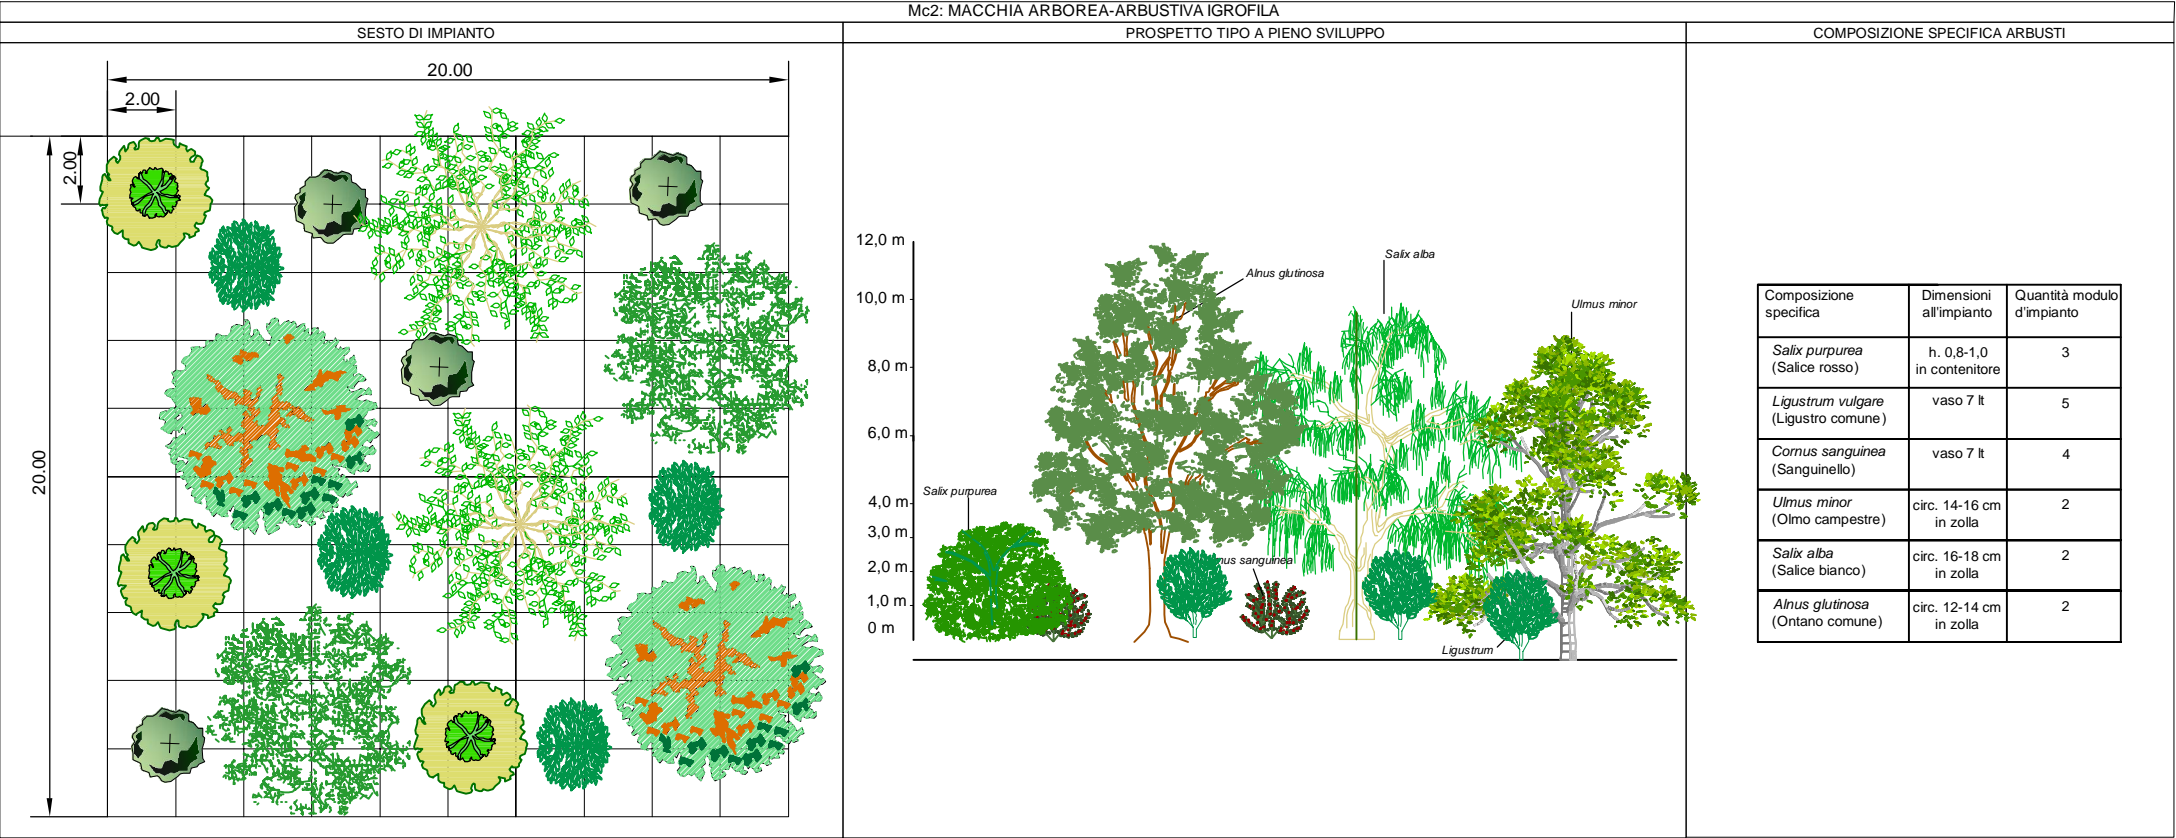 Mc2: MACCHIA ARBOREA-ARBUSTIVA IGROFILA
SESTO DI IMPIANTO
PROSPETTO TIPO A PIENO SVILUPPO
COMPOSIZIONE SPECIFICA ARBUSTI
20.00
2.00
2.00
20.00
12,0 m
10,0 m
8,0 m
6,0 m
4,0 m
3,0 m
2,0 m
1,0 m
0 m
Alnus glutinosa
Salix alba
Ulmus minor
Salix purpurea
nus sanguinea
Ligustrum
Composizione specifica
Dimensioni all'impianto
Quantità modulo d'impianto
Salix purpurea
(Salice rosso)
h. 0,8-1,0
in contenitore
3
Ligustrum vulgare
(Ligustro comune)
vaso 7 lt
5
Cornus sanguinea
(Sanguinello)
vaso 7 lt
4
Ulmus minor
(Olmo campestre)
circ. 14-16 cm
in zolla
2
Salix alba
(Salice bianco)
circ. 16-18 cm
in zolla
2
Alnus glutinosa
(Ontano comune)
circ. 12-14 cm
in zolla
2